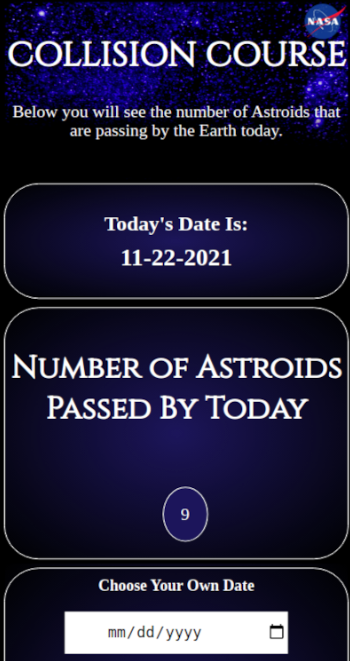 NASA
COLLISION COURSE
Below you will see the number of Astroids that
are passing by the Earth today.
Today's Date Is:
11-22-2021
Number of Astroids
Passed By Today
9
Choose Your Own Date
mm/dd/yyyy